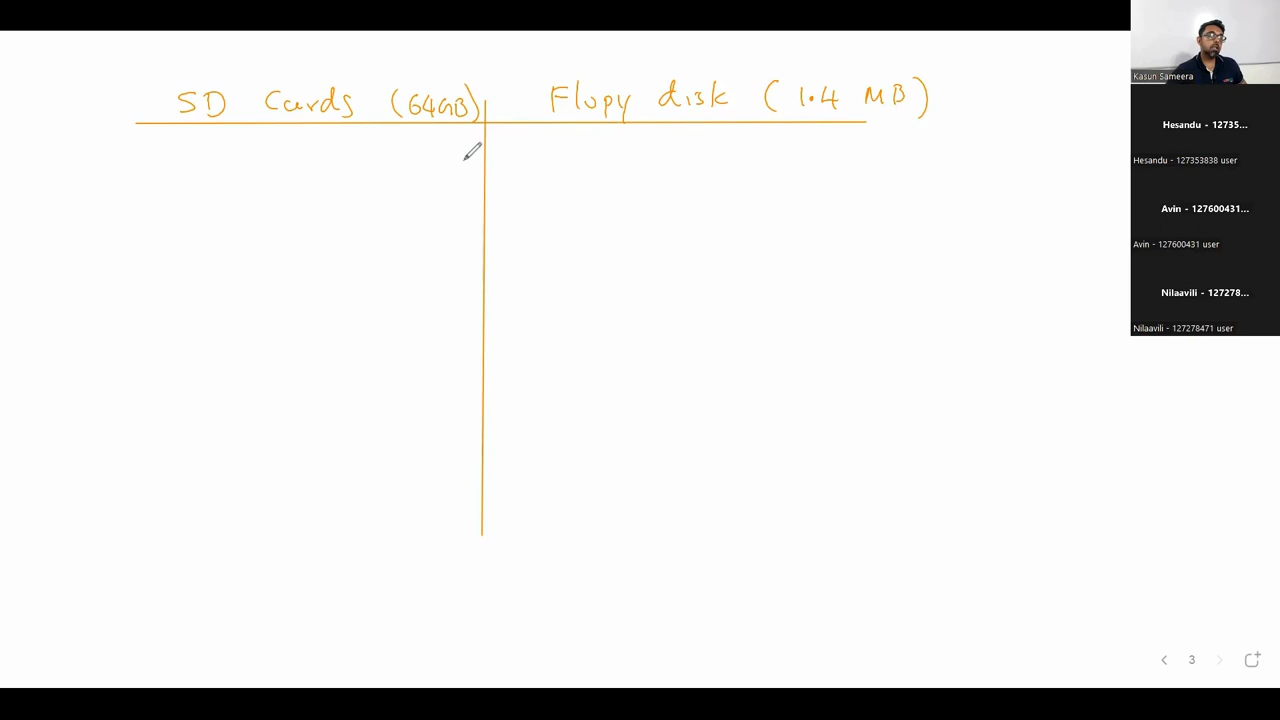 SD Cards (64GB) Flopy disk (1.4 MB)
Kasun Sameera
Hesandu - 12735...
Hesandu - 127353838 user
Avin - 127600431...
Avin - 127600431 user
Nilaavili - 127278...
Nilaavili - 127278471 user
3